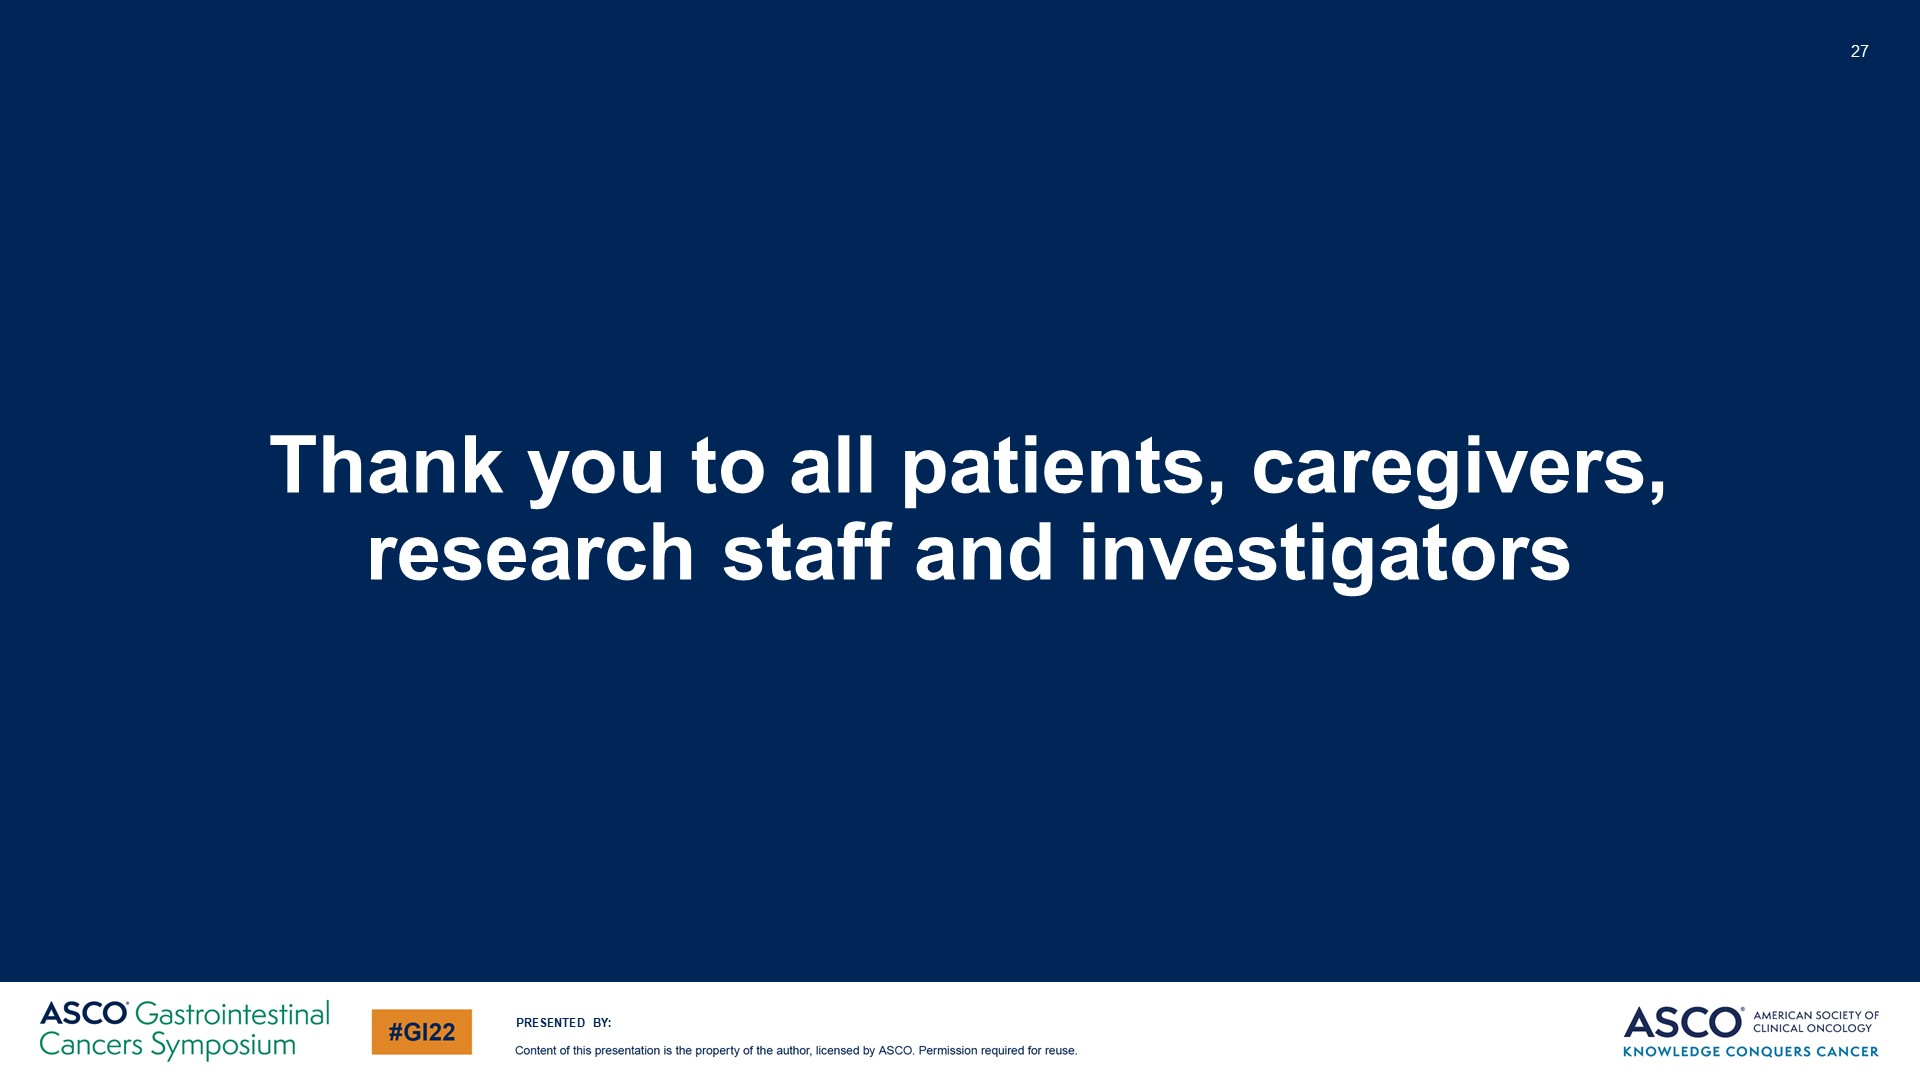 27
Thank you to all patients, caregivers,
research staff and investigators
ASCO® Gastrointestinal
Cancers Symposium
#GI22
PRESENTED BY:
Content of this presentation is the property of the author, licensed by ASCO. Permission required for reuse.
ASCO® AMERICAN SOCIETY OF
CLINICAL ONCOLOGY
KNOWLEDGE CONQUERS CANCER